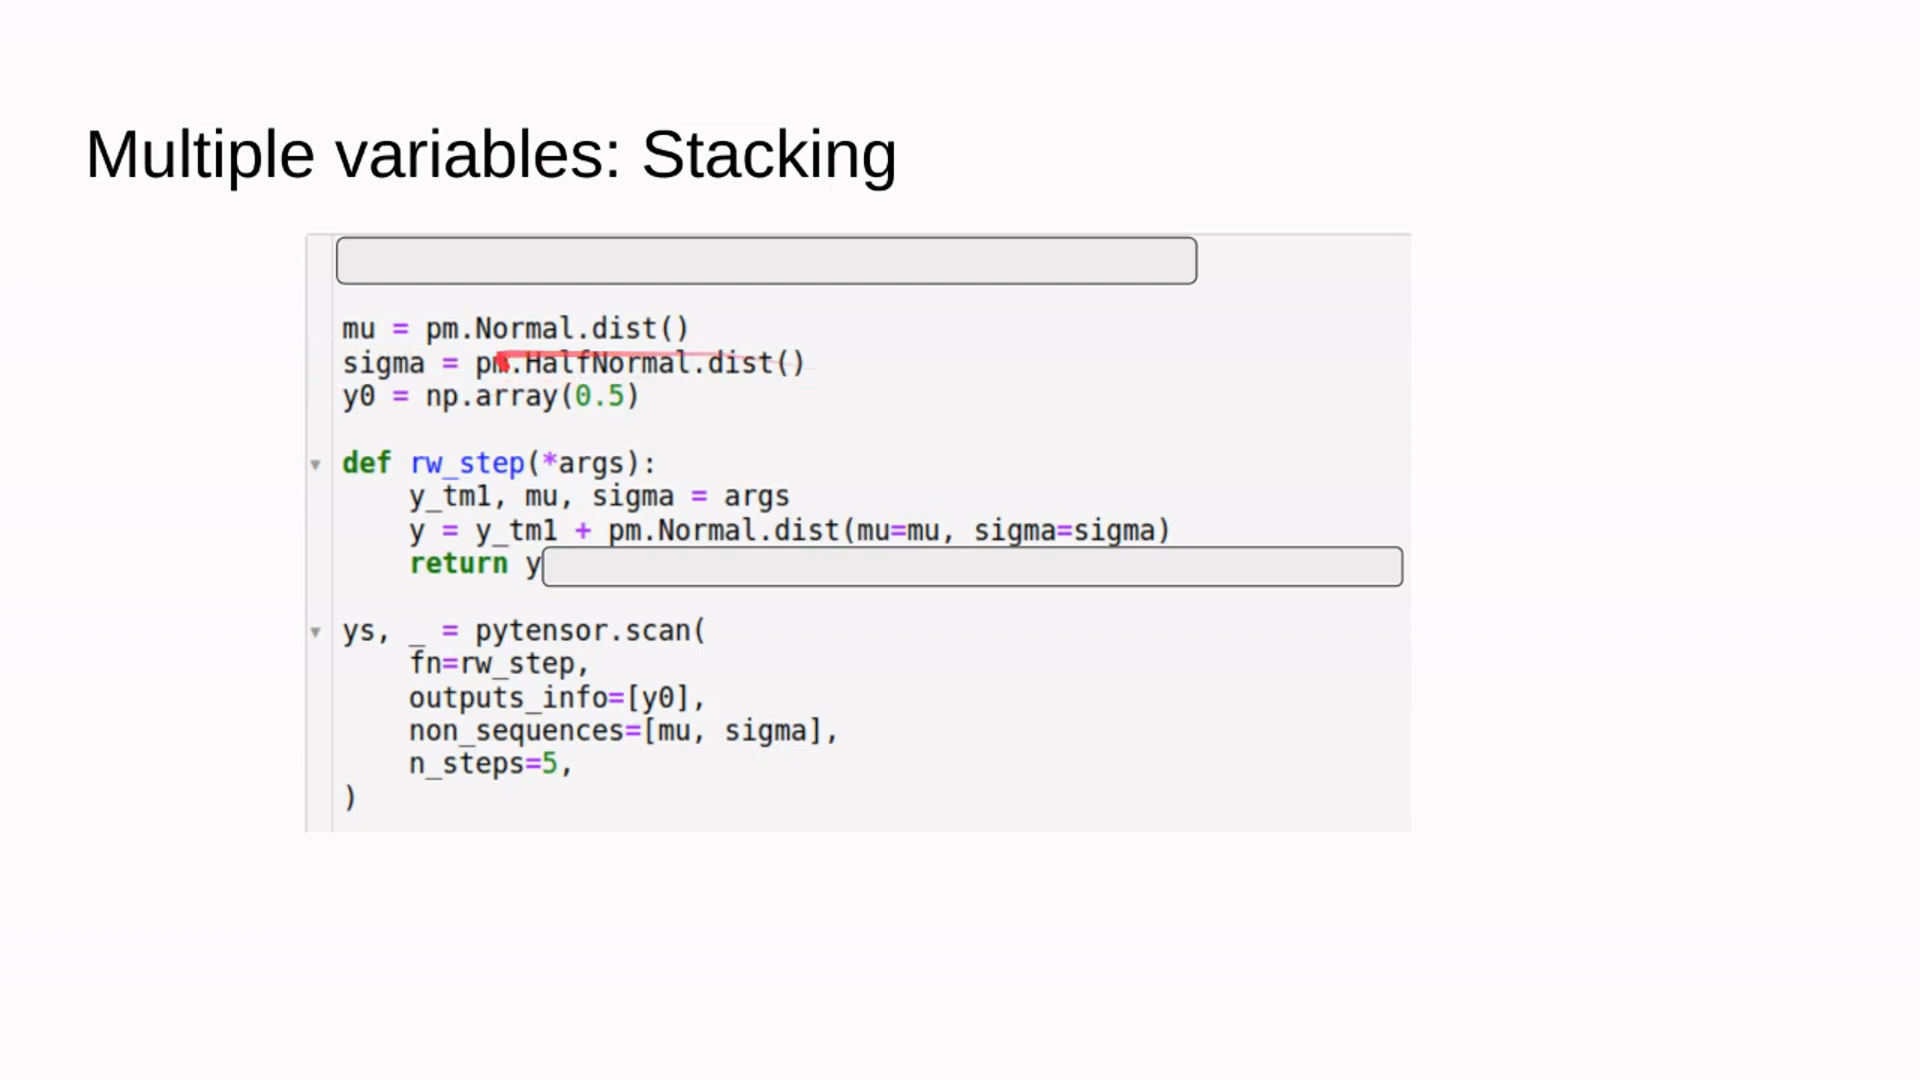 Multiple variables: Stacking
mu = pm.Normal.dist()
sigma = pm.HalfNormal.dist()
y0 = np.array(0.5)
def rw_step(*args):
    y_tm1, mu, sigma = args
    y = y_tm1 + pm.Normal.dist(mu=mu, sigma=sigma)
    return y
ys, _ = pytensor.scan(
    fn=rw_step,
    outputs_info=[y0],
    non_sequences=[mu, sigma],
    n_steps=5,
)